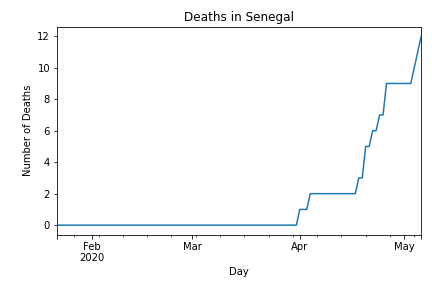 Deaths in Senegal
12
10
8
6
4
2
0
Number of Deaths
Feb
2020
Mar
Apr
May
Day